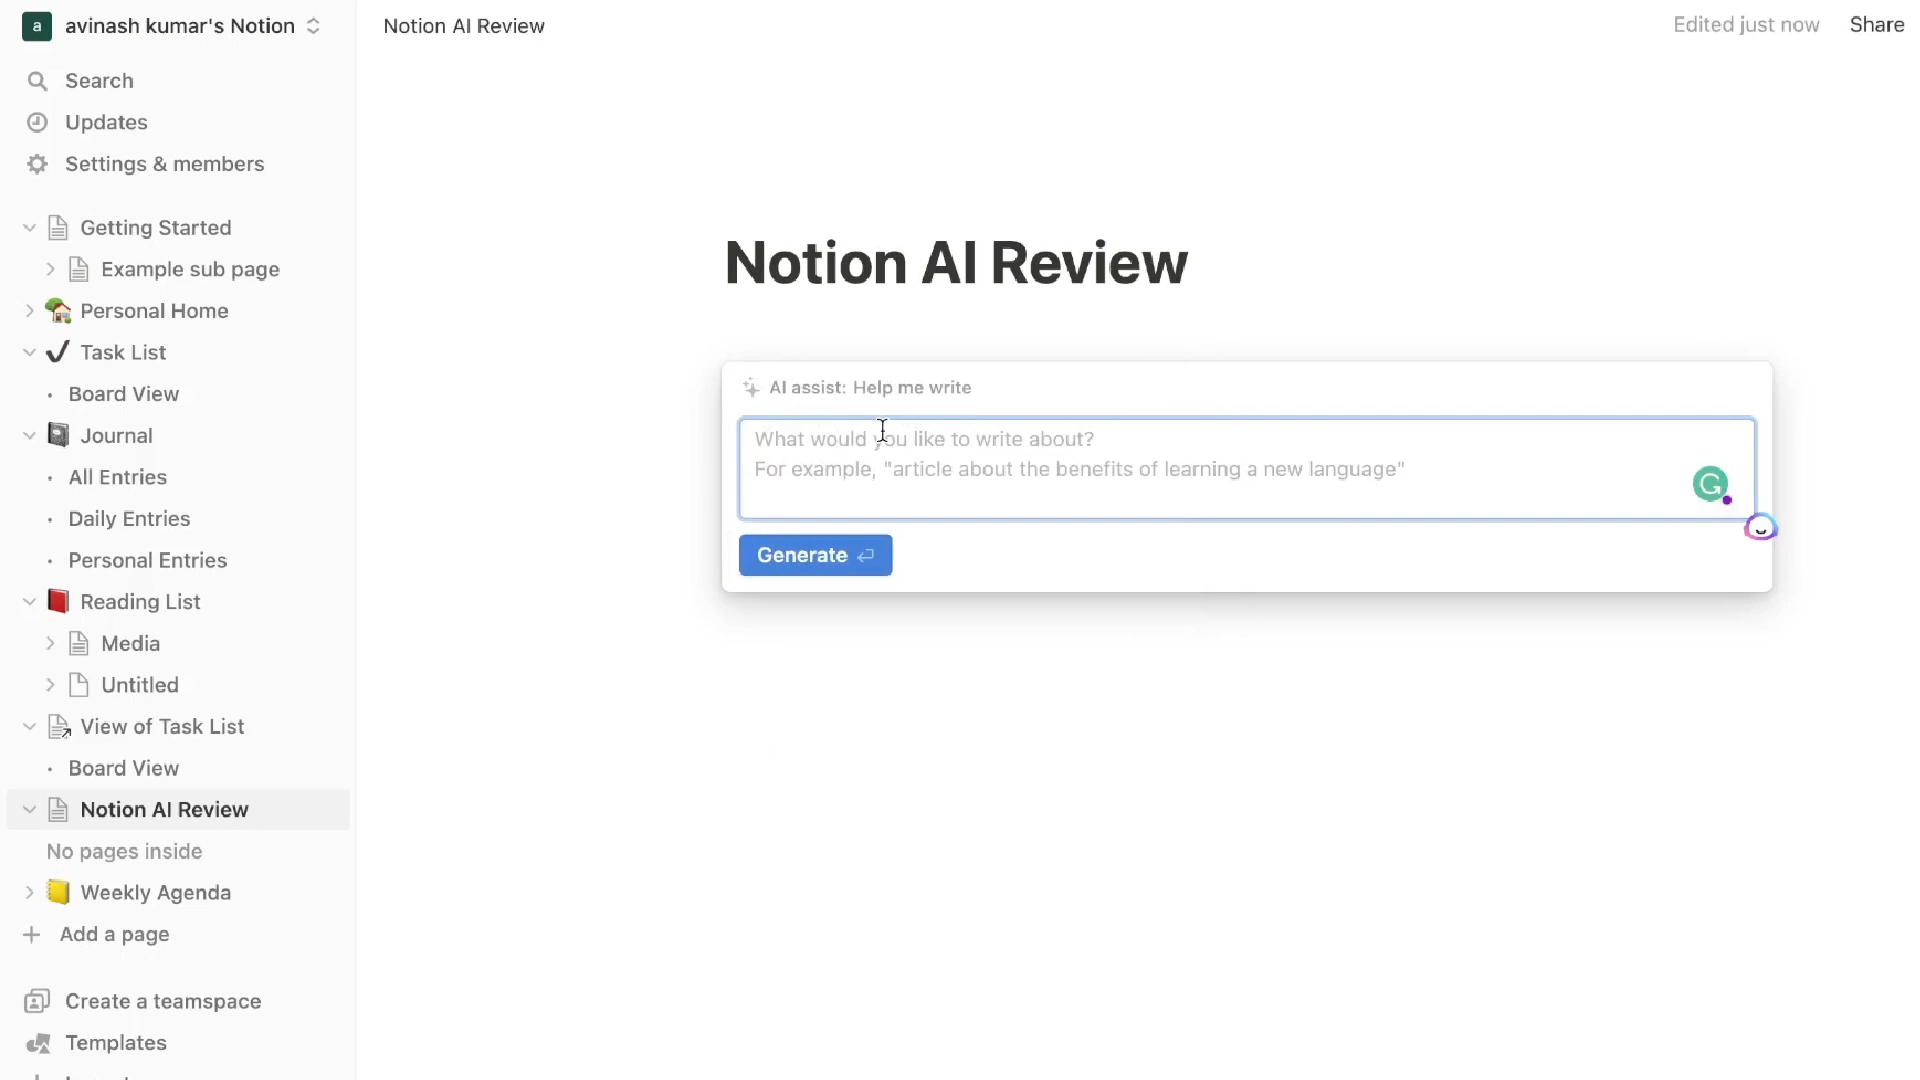 a avinash kumar's Notion
Search
Updates
Settings & members
Getting Started
Example sub page
Personal Home
Task List
Board View
Journal
All Entries
Daily Entries
Personal Entries
Reading List
Media
Untitled
View of Task List
Board View
Notion AI Review
No pages inside
Weekly Agenda
Add a page
Create a teamspace
Templates
Notion AI Review
Edited just now
Share
Notion AI Review
AI assist: Help me write
What would you like to write about?
For example, "article about the benefits of learning a new language"
Generate